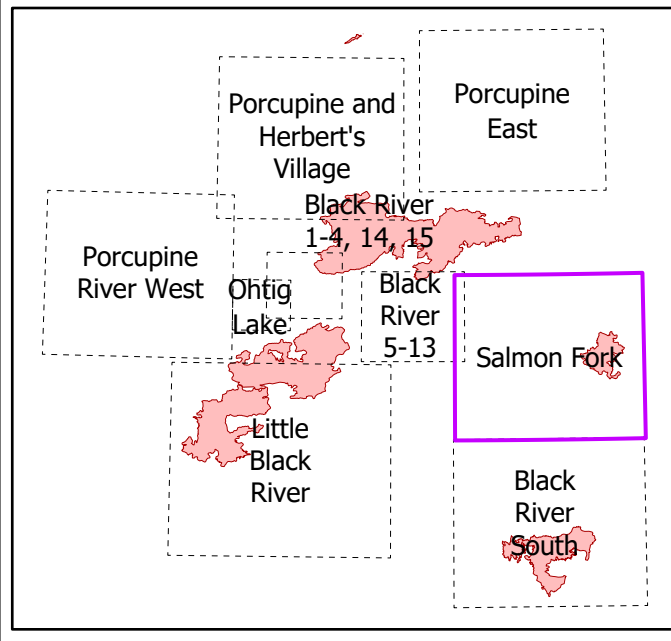 Porcupine and
Herbert's
Village
Porcupine
East
Black River
1-4, 14, 15
Porcupine
River West
Ohtig
Lake
Black
River
5-13
Salmon Fork
Little
Black
River
Black
River
South